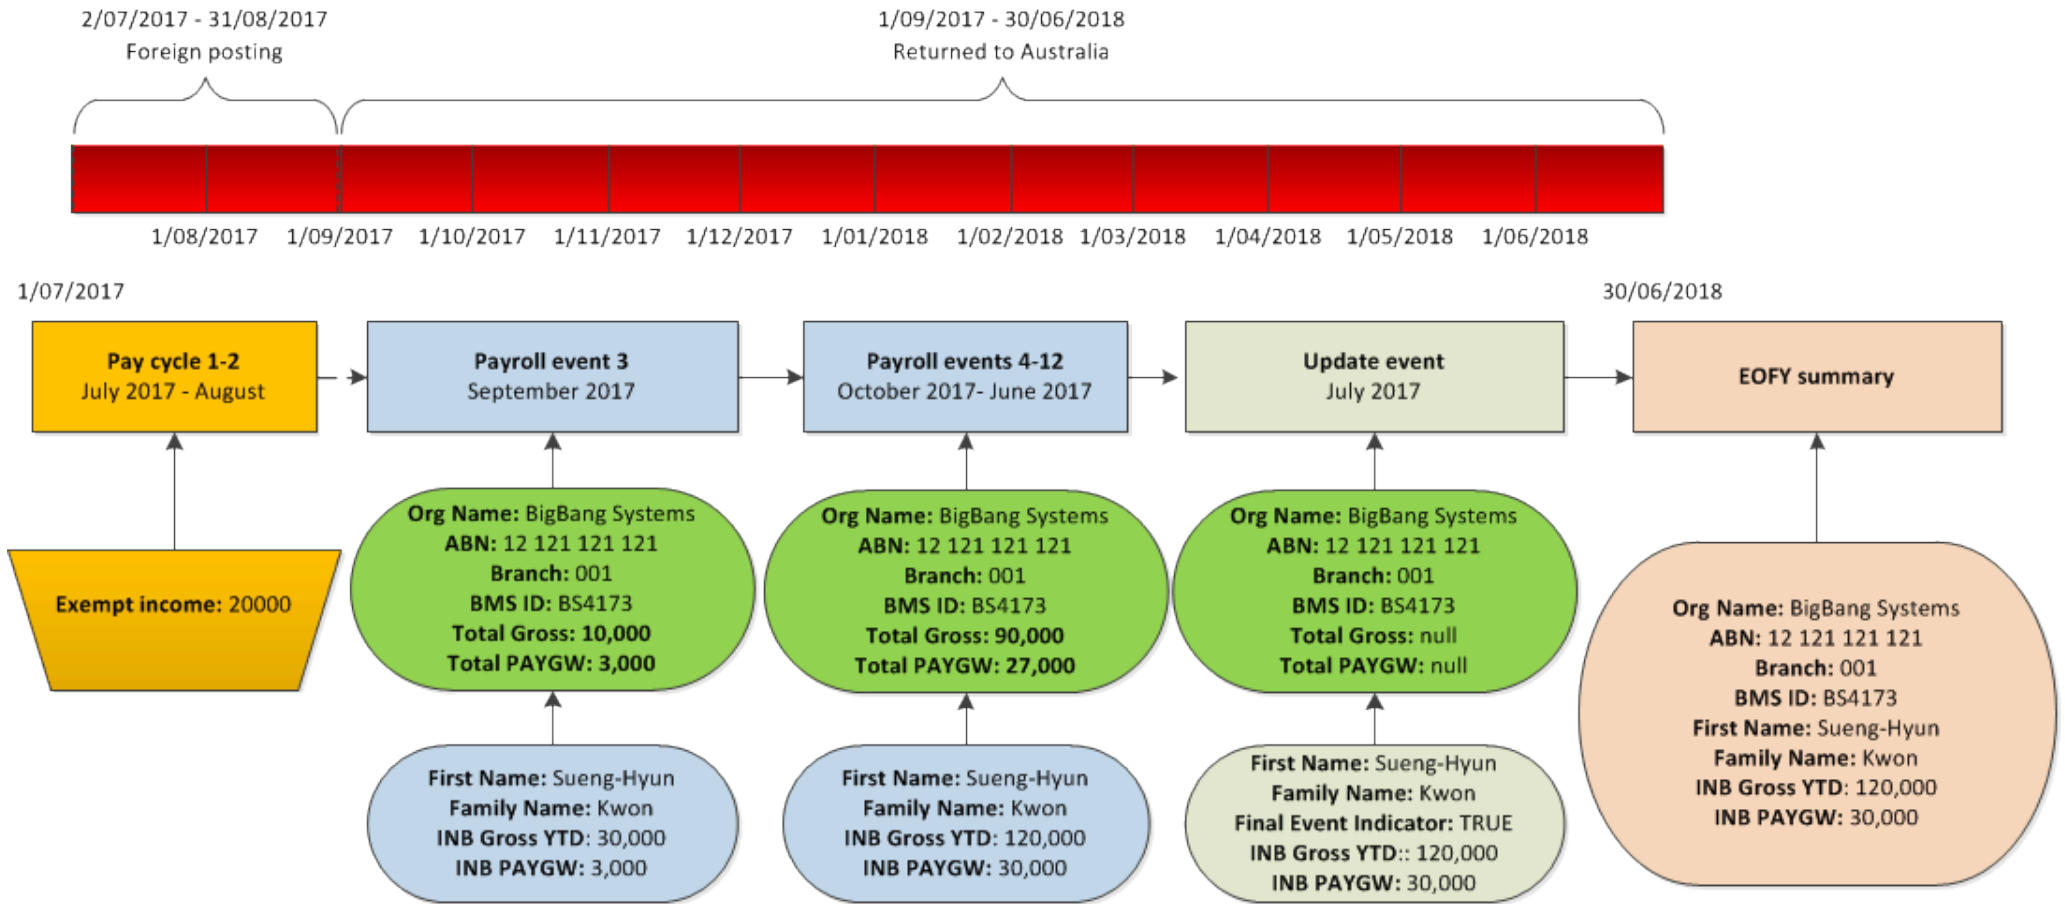 2/07/2017 - 31/08/2017
Foreign posting
1/09/2017 - 30/06/2018
Returned to Australia
1/08/2017
1/09/2017
1/10/2017
1/11/2017
1/12/2017
1/01/2018
1/02/2018
1/03/2018
1/04/2018
1/05/2018
1/06/2018
1/07/2017
30/06/2018
Pay cycle 1-2
July 2017 - August
Payroll event 3
September 2017
Payroll events 4-12
October 2017- June 2017
Update event
July 2017
EOFY summary
Exempt income: 20000
Org Name: BigBang Systems
ABN: 12 121 121 121
Branch: 001
BMS ID: BS4173
Total Gross: 10,000
Total PAYGW: 3,000
Org Name: BigBang Systems
ABN: 12 121 121 121
Branch: 001
BMS ID: BS4173
Total Gross: 90,000
Total PAYGW: 27,000
Org Name: BigBang Systems
ABN: 12 121 121 121
Branch: 001
BMS ID: BS4173
Total Gross: null
Total PAYGW: null
Org Name: BigBang Systems
ABN: 12 121 121 121
Branch: 001
BMS ID: BS4173
First Name: Sueng-Hyun
Family Name: Kwon
INB Gross YTD: 120,000
INB PAYGW: 30,000
First Name: Sueng-Hyun
Family Name: Kwon
INB Gross YTD: 30,000
INB PAYGW: 3,000
First Name: Sueng-Hyun
Family Name: Kwon
INB Gross YTD: 120,000
INB PAYGW: 30,000
First Name: Sueng-Hyun
Family Name: Kwon
Final Event Indicator: TRUE
INB Gross YTD:: 120,000
INB PAYGW: 30,000